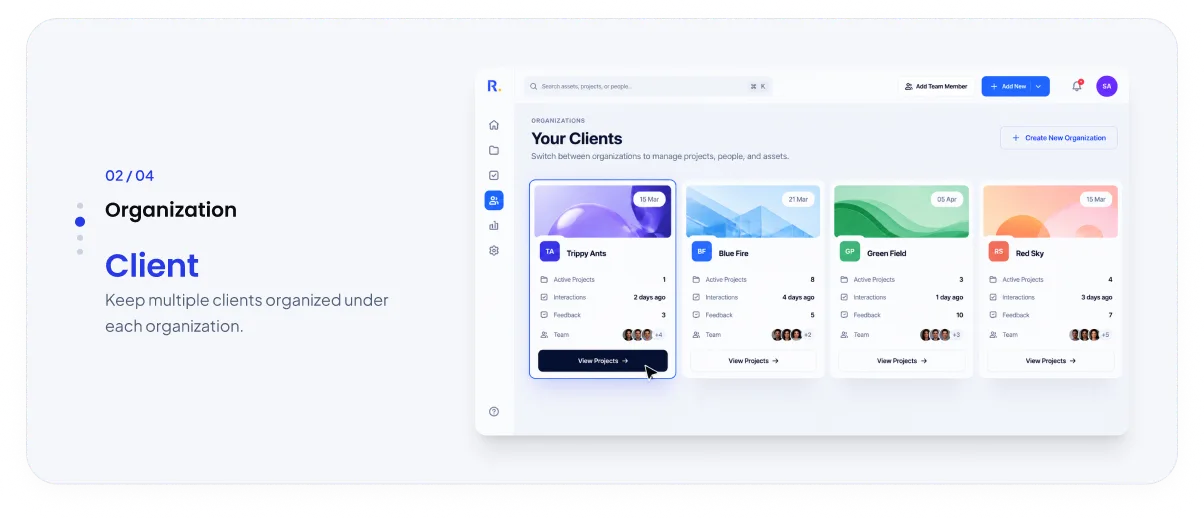 02 / 04
Organization
Client
Keep multiple clients organized under
each organization.
R.
Search assets, projects, or people...
⌘ K
Add Team Member
+ Add New
SA
ORGANIZATIONS
Your Clients
Switch between organizations to manage projects, people, and assets.
+ Create New Organization
15 Mar
TA
Trippy Ants
Active Projects 1
Interactions 2 days ago
Feedback 3
Team +4
View Projects →
21 Mar
BF
Blue Fire
Active Projects 8
Interactions 4 days ago
Feedback 5
Team +2
View Projects →
05 Apr
GP
Green Field
Active Projects 3
Interactions 1 day ago
Feedback 10
Team +3
View Projects →
15 Mar
RS
Red Sky
Active Projects 4
Interactions 3 days ago
Feedback 7
Team +5
View Projects →